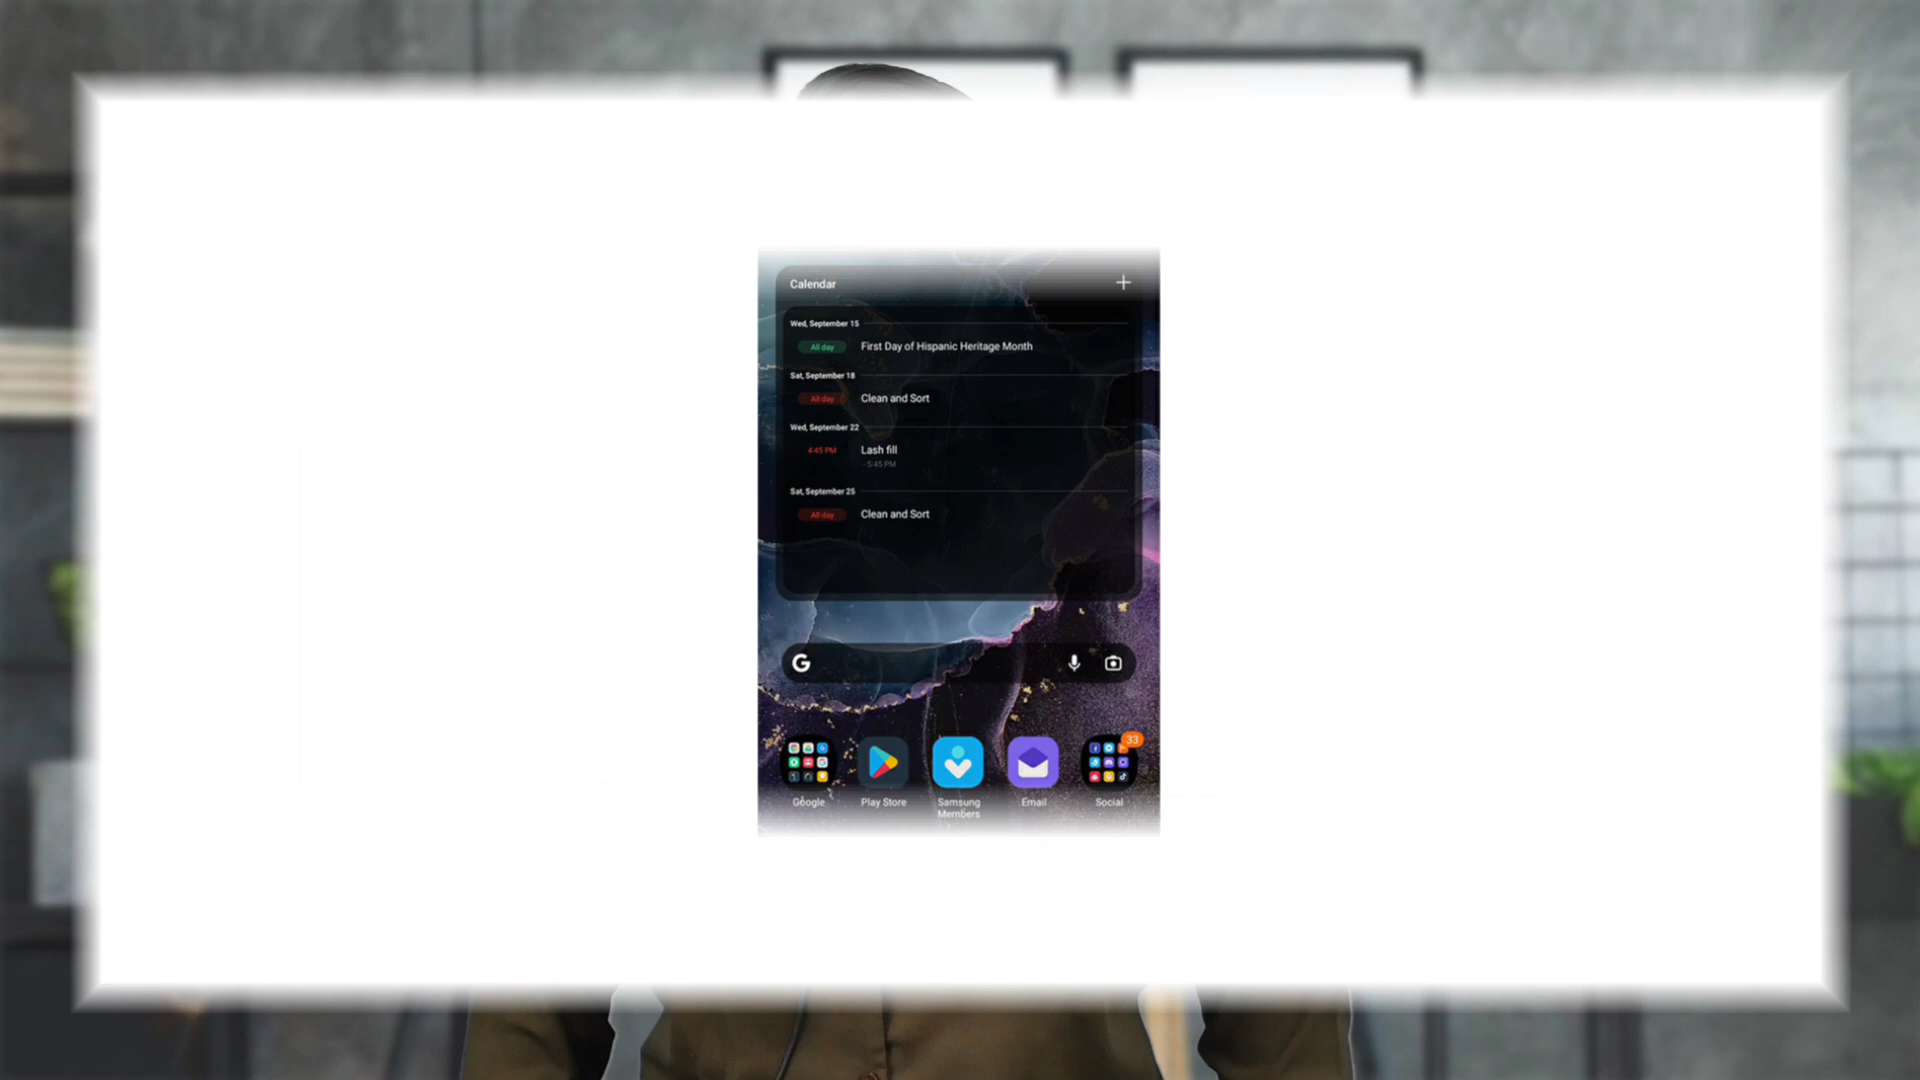 Calendar
Wed, September 15
All day First Day of Hispanic Heritage Month
Sat, September 18
All day Clean and Sort
Wed, September 22
4:45 PM Lash fill
- 5:45 PM
Sat, September 25
All day Clean and Sort
G
33
Google Play Store Samsung Members Email Social